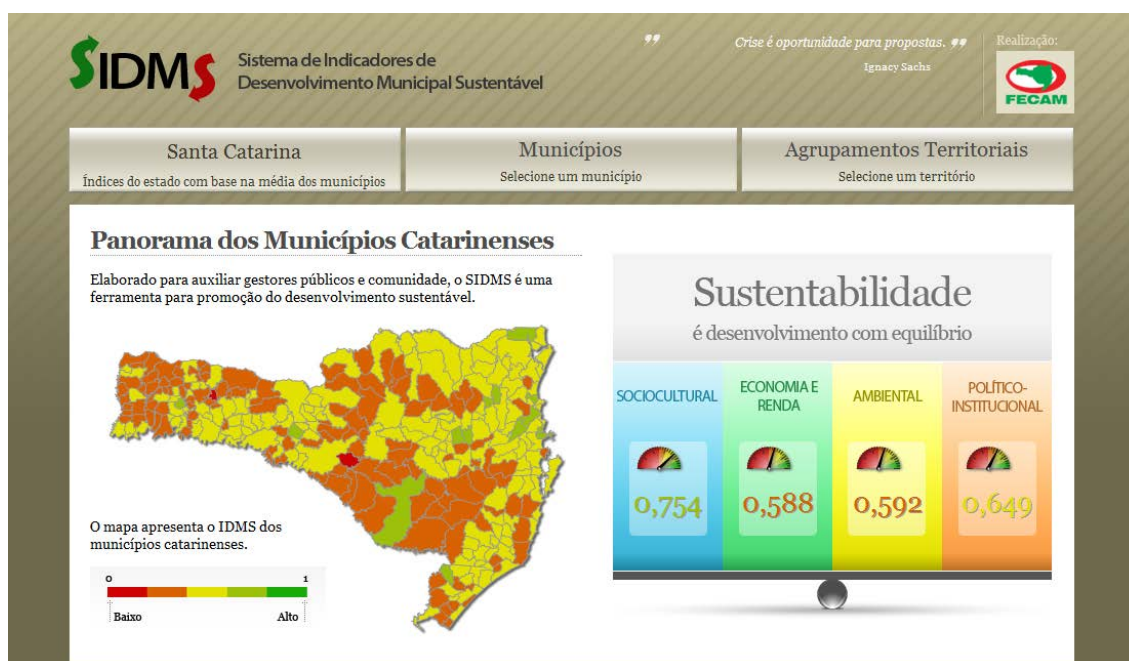 SIDMS
Sistema de Indicadores de
Desenvolvimento Municipal Sustentável
”
Crise é oportunidade para propostas. ”
Ignacy Sachs
Realização:
FECAM
Santa Catarina
Índices do estado com base na média dos municípios
Municípios
Selecione um município
Agrupamentos Territoriais
Selecione um território
Panorama dos Municípios Catarinenses
Elaborado para auxiliar gestores públicos e comunidade, o SIDMS é uma
ferramenta para promoção do desenvolvimento sustentável.
O mapa apresenta o IDMS dos
municípios catarinenses.
0 1
Baixo Alto
Sustentabilidade
é desenvolvimento com equilíbrio
SOCIOCULTURAL
0,754
ECONOMIA E
RENDA
0,588
AMBIENTAL
0,592
POLÍTICO-
INSTITUCIONAL
0,649